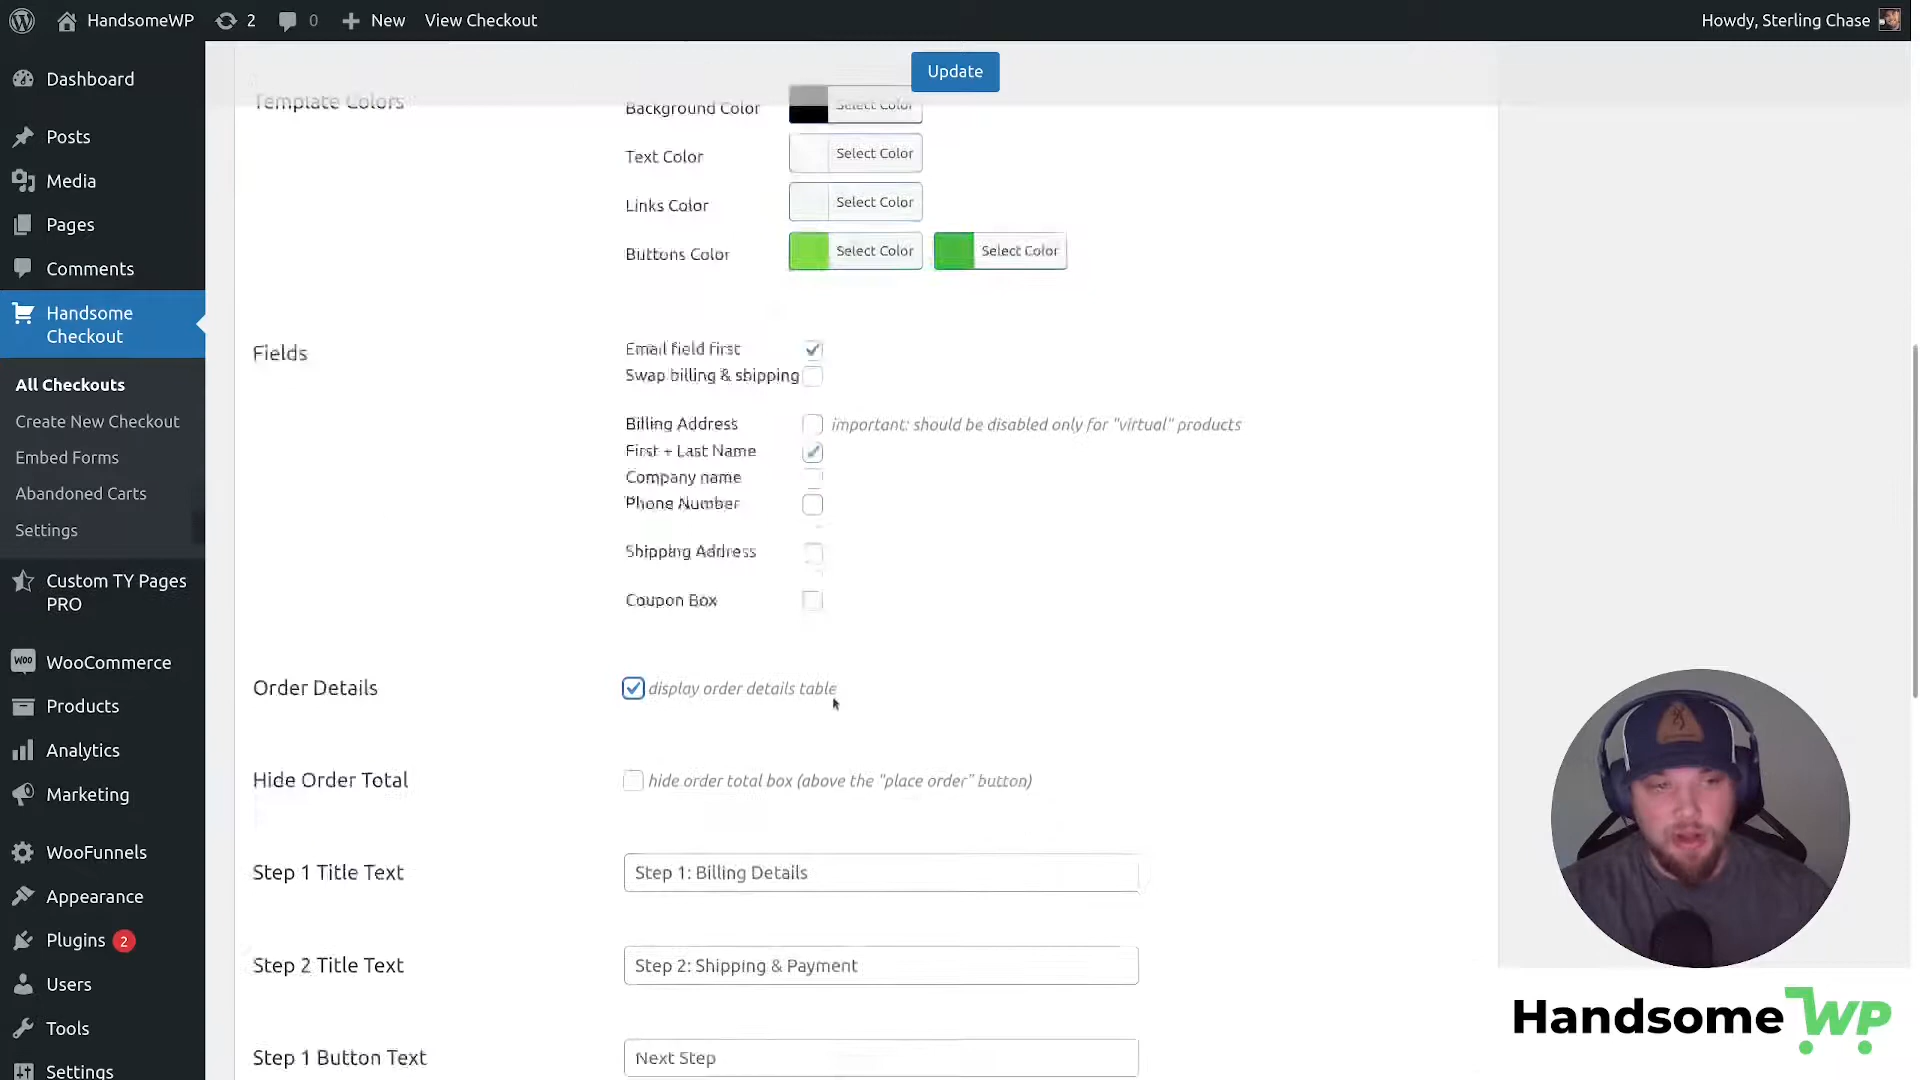 HandsomeWP 2 0 New View Checkout Howdy, Sterling Chase
Update
Dashboard
Posts
Media
Pages
Comments
Handsome
Checkout
All Checkouts
Create New Checkout
Embed Forms
Abandoned Carts
Settings
Custom TY Pages
PRO
WOO WooCommerce
Products
Analytics
Marketing
WooFunnels
Appearance
Plugins 2
Users
Tools
Settings
Template Colors
Background Color Select Color
Text Color Select Color
Links Color Select Color
Buttons Color Select Color Select Color
Fields
Email field first
Swap billing & shipping
Billing Address important: should be disabled only for "virtual" products
First + Last Name
Company name
Phone Number
Shipping Address
Coupon Box
Order Details display order details table
Hide Order Total hide order total box (above the "place order" button)
Step 1 Title Text Step 1: Billing Details
Step 2 Title Text Step 2: Shipping & Payment
Step 1 Button Text Next Step
Handsome WP